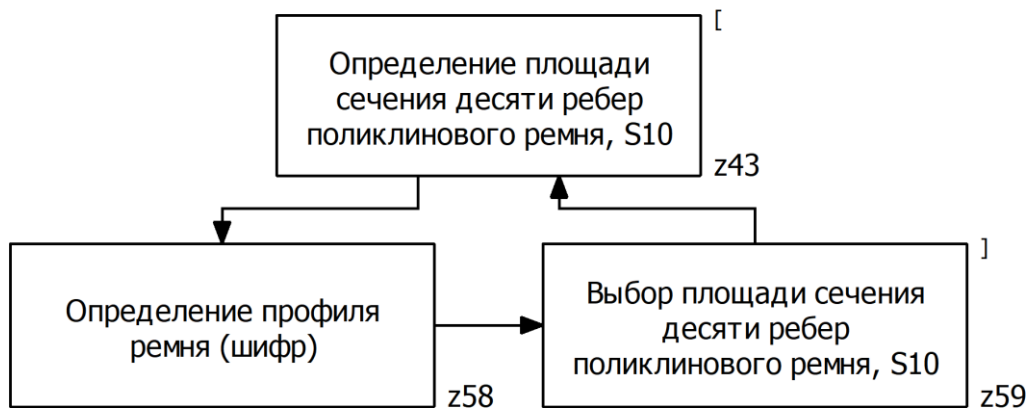 [
Определение площади
сечения десяти ребер
поликлинового ремня, S10
z43
Определение профиля
ремня (шифр)
z58
]
Выбор площади сечения
десяти ребер
поликлинового ремня, S10
z59